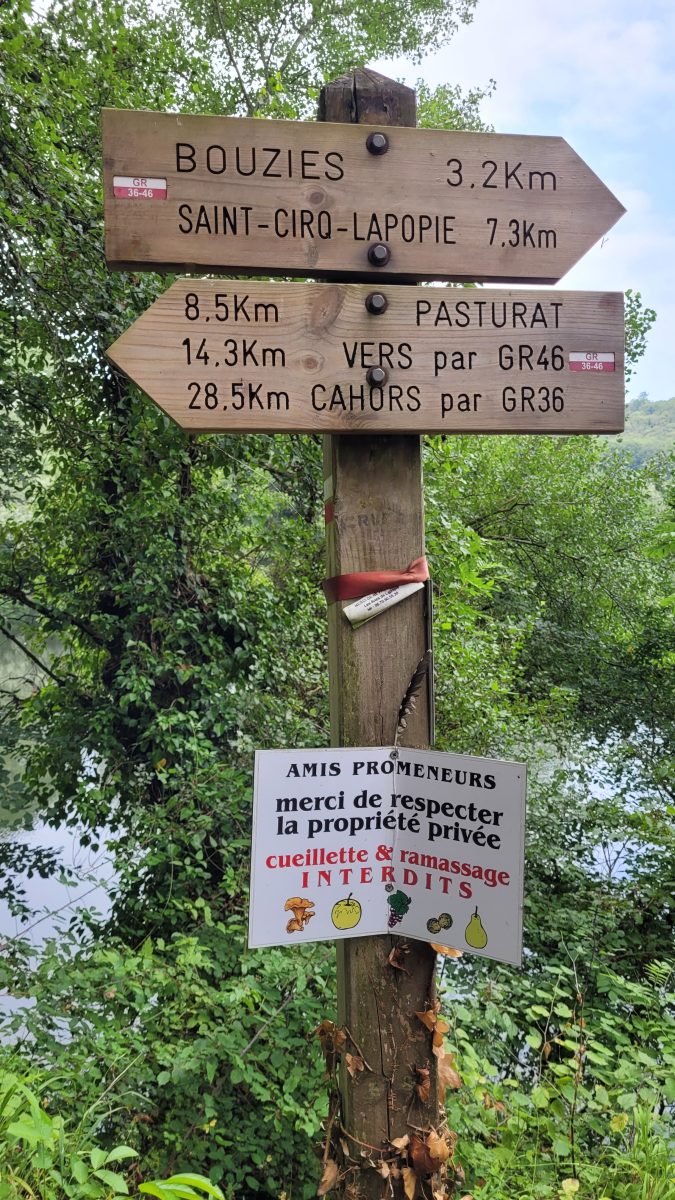 BOUZIES 3,2Km
GR
36-46
SAINT-CIRQ-LAPOPIE 7,3Km
8,5Km PASTURAT
14,3Km VERS par GR46
GR
36-46
28,5Km CAHORS par GR36
AMIS PROMENEURS
merci de respecter
la propriété privée
cueillette & ramassage
INTERDITS